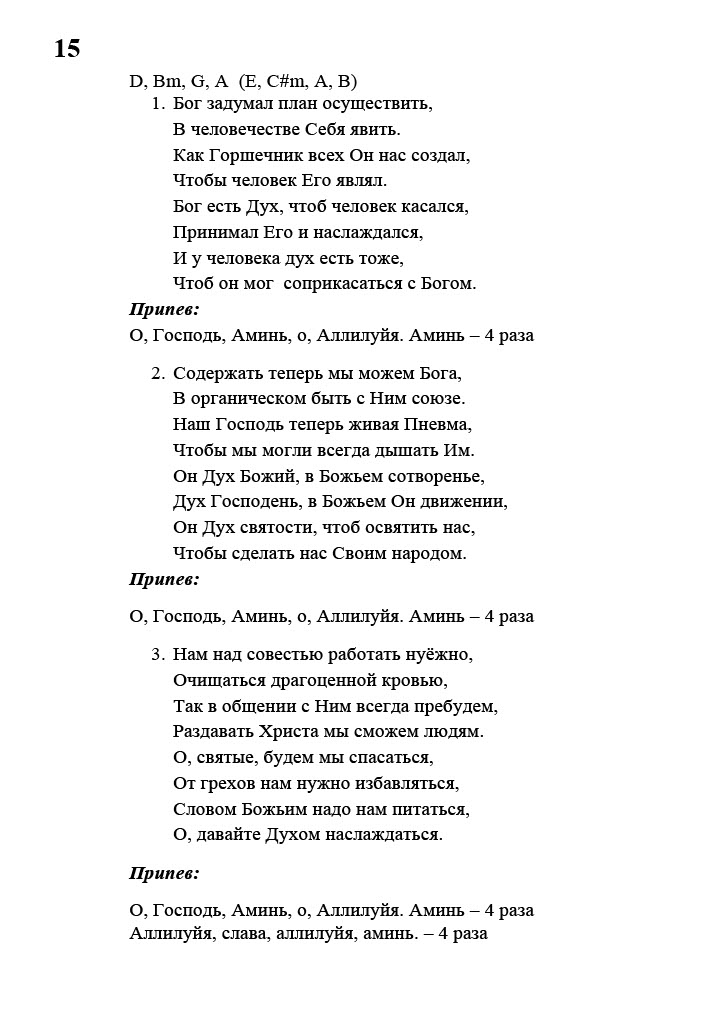 15
D, Bm, G, A (E, C#m, A, B)
1. Бог задумал план осуществить,
В человечестве Себя явить.
Как Горшечник всех Он нас создал,
Чтобы человек Его являл.
Бог есть Дух, чтоб человек касался,
Принимал Его и наслаждался,
И у человека дух есть тоже,
Чтоб он мог соприкасаться с Богом.
Припев:
О, Господь, Аминь, о, Аллилуйя. Аминь – 4 раза
2. Содержать теперь мы можем Бога,
В органическом быть с Ним союзе.
Наш Господь теперь живая Пневма,
Чтобы мы могли всегда дышать Им.
Он Дух Божий, в Божьем сотворенье,
Дух Господень, в Божьем Он движении,
Он Дух святости, чтоб освятить нас,
Чтобы сделать нас Своим народом.
Припев:
О, Господь, Аминь, о, Аллилуйя. Аминь – 4 раза
3. Нам над совестью работать нуёжно,
Очищаться драгоценной кровью,
Так в общении с Ним всегда пребудем,
Раздавать Христа мы сможем людям.
О, святые, будем мы спасаться,
От грехов нам нужно избавляться,
Словом Божьим надо нам питаться,
О, давайте Духом наслаждаться.
Припев:
О, Господь, Аминь, о, Аллилуйя. Аминь – 4 раза
Аллилуйя, слава, аллилуйя, аминь. – 4 раза